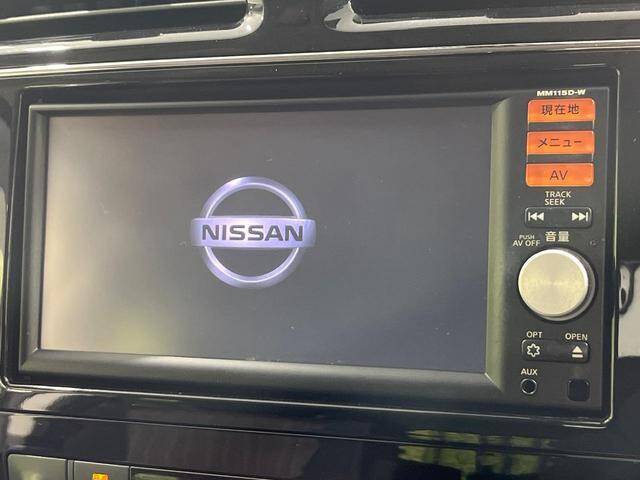 MM115D-W
現在地
メニュー
AV
TRACK
SEEK
PUSH
AV OFF
音量
NISSAN
OPT
OPEN
AUX